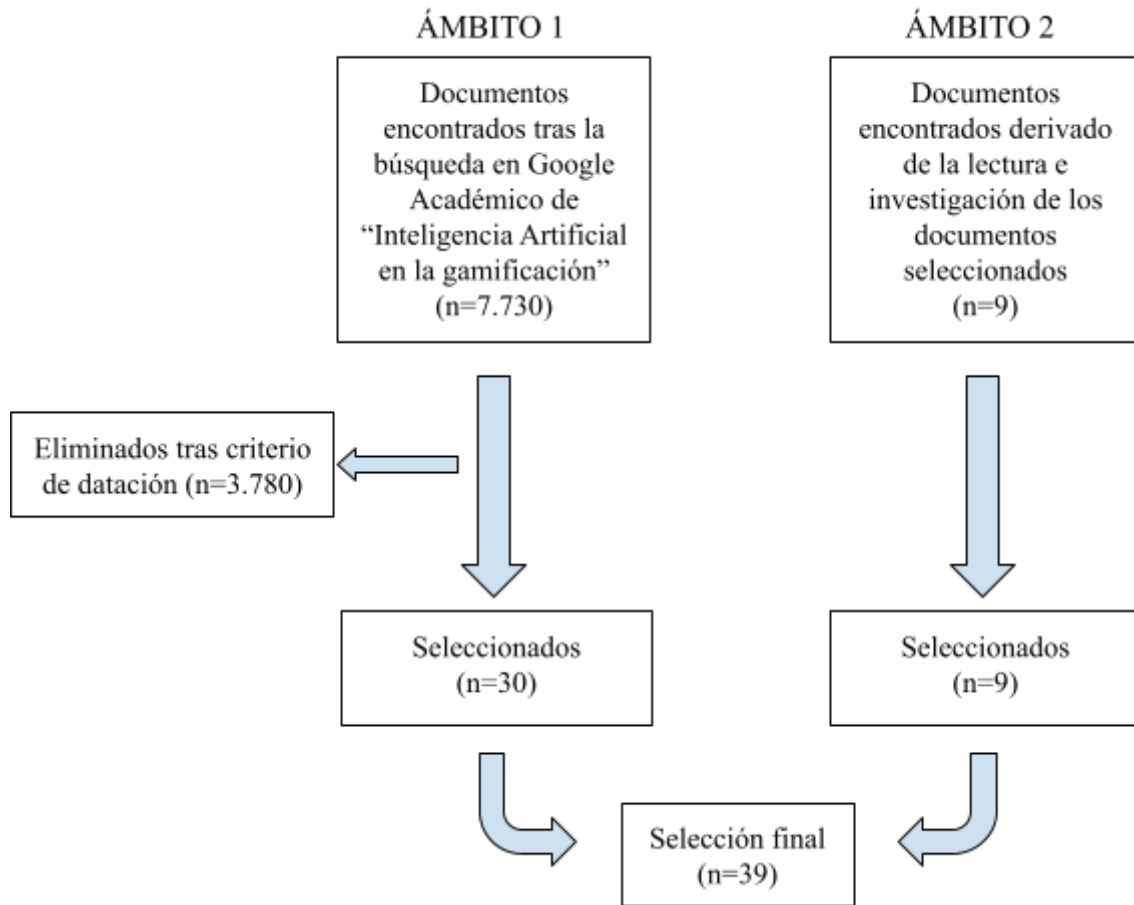 ÁMBITO 1
Documentos
encontrados tras la
búsqueda en Google
Académico de
“Inteligencia Artificial
en la gamificación”
(n=7.730)
ÁMBITO 2
Documentos
encontrados derivado
de la lectura e
investigación de los
documentos
seleccionados
(n=9)
Eliminados tras criterio
de datación (n=3.780)
Seleccionados
(n=30)
Seleccionados
(n=9)
Selección final
(n=39)